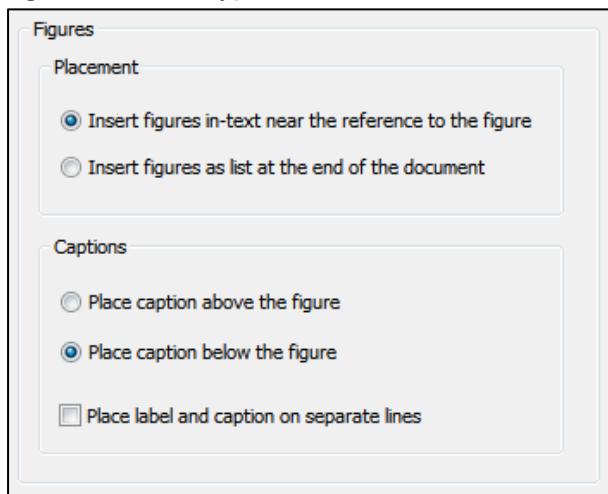 Figures
Placement
Insert figures in-text near the reference to the figure
Insert figures as list at the end of the document
Captions
Place caption above the figure
Place caption below the figure
Place label and caption on separate lines